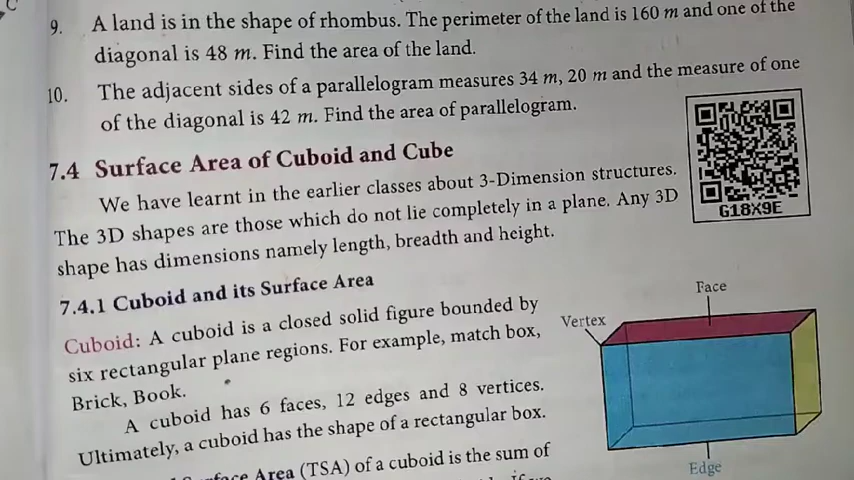 9. A land is in the shape of rhombus. The perimeter of the land is 160 m and one of the
diagonal is 48 m. Find the area of the land.
10. The adjacent sides of a parallelogram measures 34 m, 20 m and the measure of one
of the diagonal is 42 m. Find the area of parallelogram.
7.4 Surface Area of Cuboid and Cube
We have learnt in the earlier classes about 3-Dimension structures.
The 3D shapes are those which do not lie completely in a plane. Any 3D
shape has dimensions namely length, breadth and height.
G18X9E
7.4.1 Cuboid and its Surface Area
Cuboid: A cuboid is a closed solid figure bounded by
six rectangular plane regions. For example, match box,
Brick, Book.
A cuboid has 6 faces, 12 edges and 8 vertices.
Ultimately, a cuboid has the shape of a rectangular box.
Area (TSA) of a cuboid is the sum of
Face
Vertex
Edge